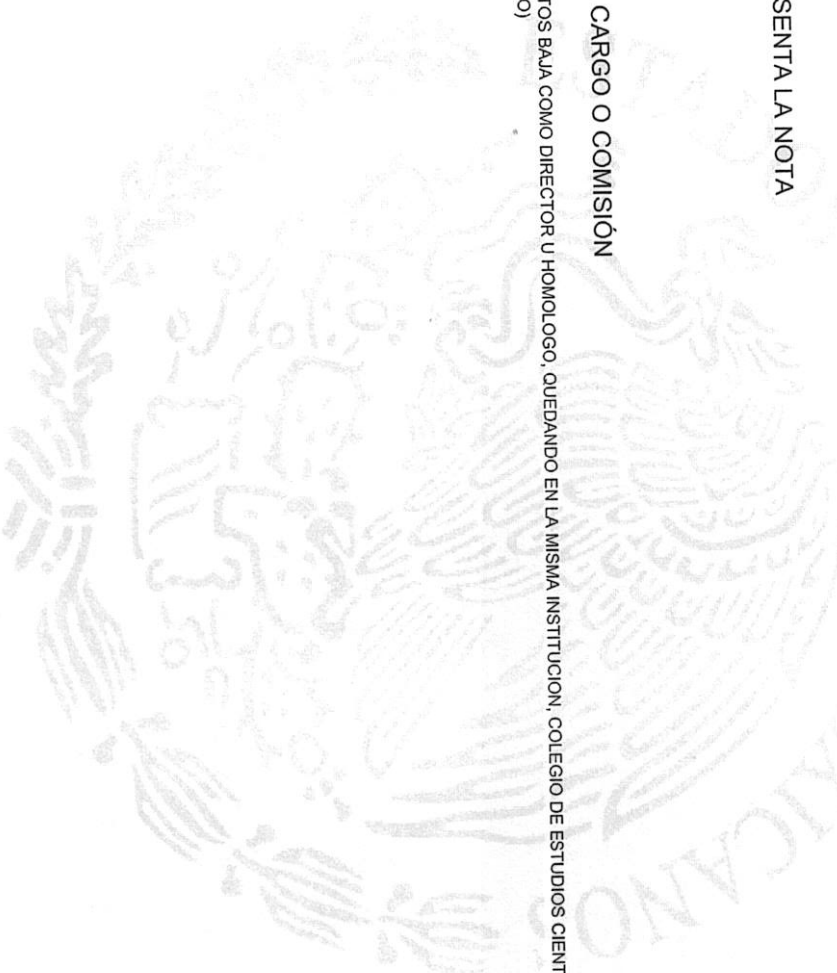 SENTA LA NOTA
CARGO O COMISIÓN
TOS BAJA COMO DIRECTOR U HOMOLOGO, QUEDANDO EN LA MISMA INSTITUCION, COLEGIO DE ESTUDIOS CIENT
O)
ICANO